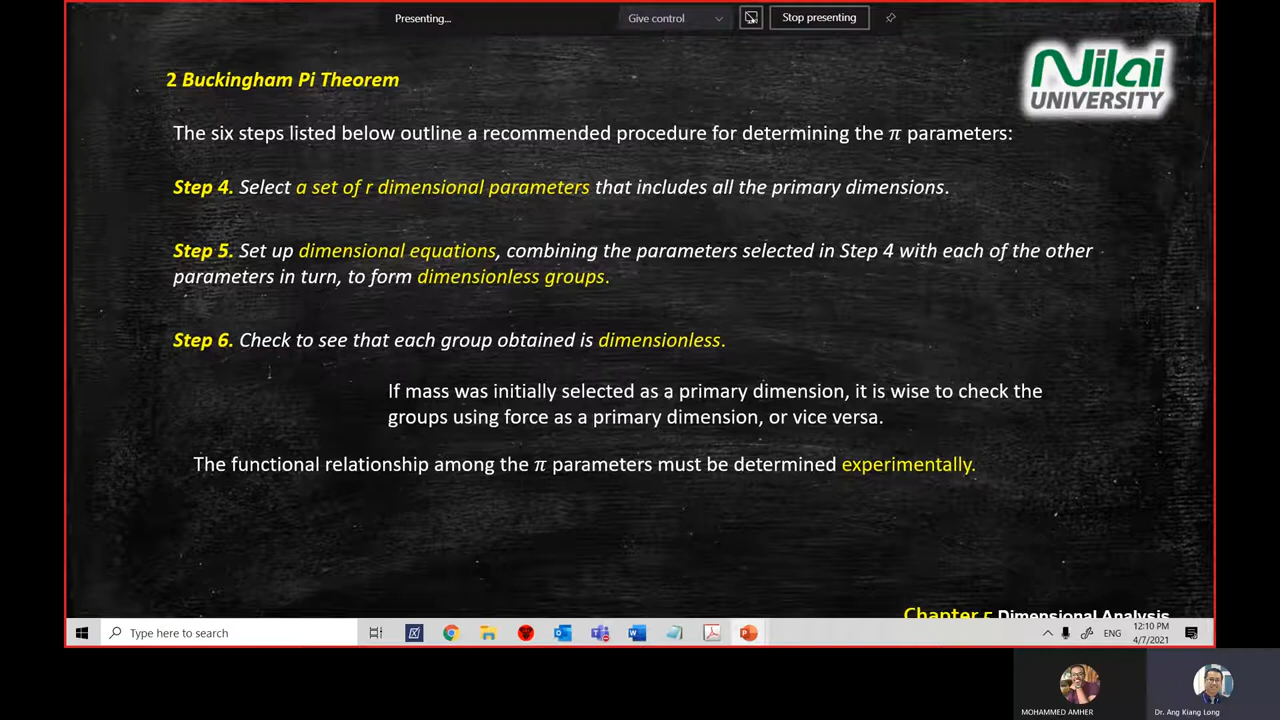 Presenting...
Give control
Stop presenting
Nilai
UNIVERSITY
2 Buckingham Pi Theorem
The six steps listed below outline a recommended procedure for determining the π parameters:
Step 4. Select a set of r dimensional parameters that includes all the primary dimensions.
Step 5. Set up dimensional equations, combining the parameters selected in Step 4 with each of the other
parameters in turn, to form dimensionless groups.
Step 6. Check to see that each group obtained is dimensionless.
If mass was initially selected as a primary dimension, it is wise to check the
groups using force as a primary dimension, or vice versa.
The functional relationship among the π parameters must be determined experimentally.
Chapter 5 Dimensional Analysis
Type here to search
ENG
12:10 PM
4/7/2021
MOHAMMED AMHER
Dr. Ang Kiang Long